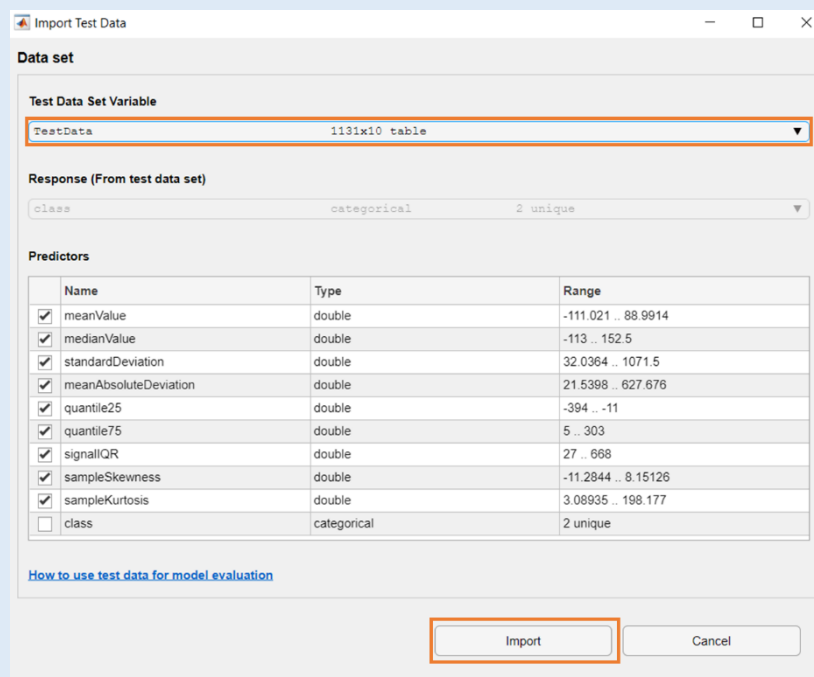 Import Test Data
Data set
Test Data Set Variable
TestData 1131x10 table
Response (From test data set)
class categorical 2 unique
Predictors
Name Type Range
meanValue double -111.021 .. 88.9914
medianValue double -113 .. 152.5
standardDeviation double 32.0364 .. 1071.5
meanAbsoluteDeviation double 21.5398 .. 627.676
quantile25 double -394 .. -11
quantile75 double 5 .. 303
signalIQR double 27 .. 668
sampleSkewness double -11.2844 .. 8.15126
sampleKurtosis double 3.08935 .. 198.177
class categorical 2 unique
How to use test data for model evaluation
Import Cancel